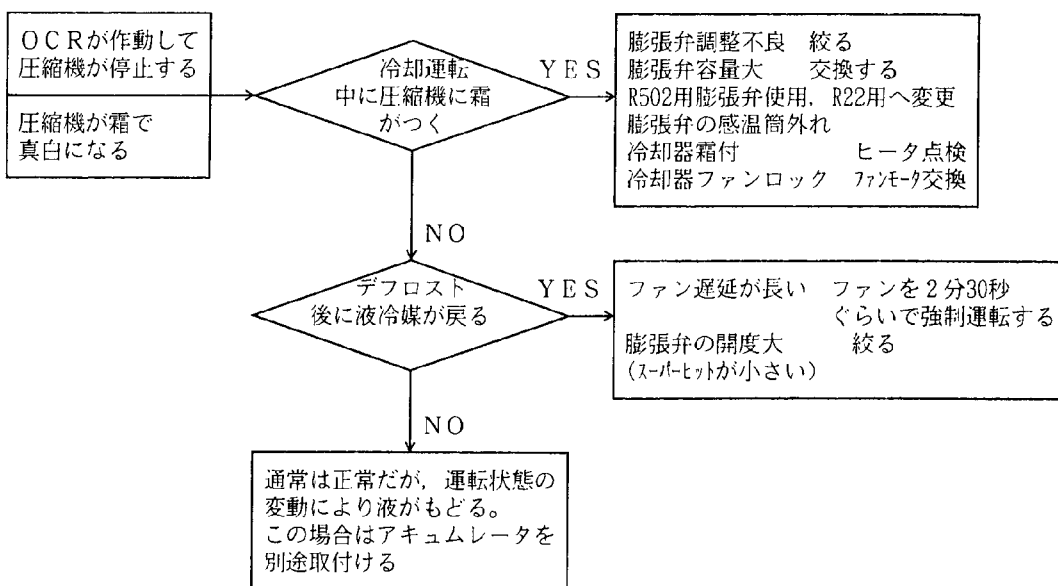 OCRが作動して
圧縮機が停止する
圧縮機が霜で
真白になる
冷却運転
中に圧縮機に霜
がつく
YES
膨張弁調整不良 絞る
膨張弁容量大 交換する
R502用膨張弁使用，R22用へ変更
膨張弁の感温筒外れ
冷却器霜付 ヒータ点検
冷却器ファンロック ファンモータ交換
NO
デフロスト
後に液冷媒が戻る
YES
ファン遅延が長い ファンを2分30秒
ぐらいで強制運転する
膨張弁の開度大 絞る
(スーパーヒットが小さい)
NO
通常は正常だが，運転状態の
変動により液がもどる。
この場合はアキュムレータを
別途取付ける